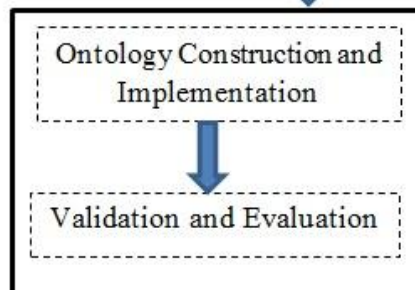 Ontology Construction and
Implementation
Validation and Evaluation